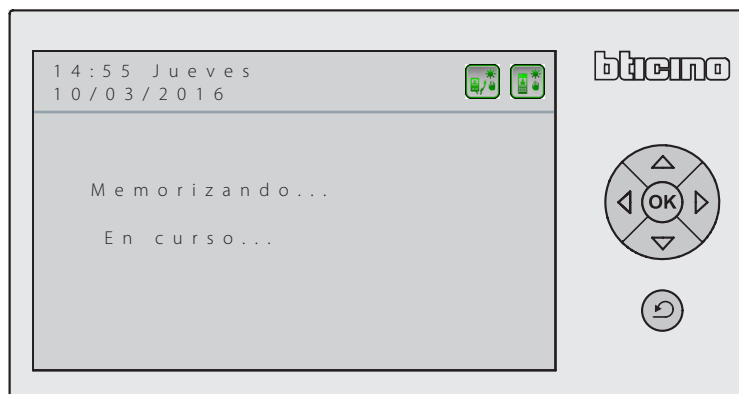 14:55 Jueves
10/03/2016
bticino
Memorizando...
En curso...
OK